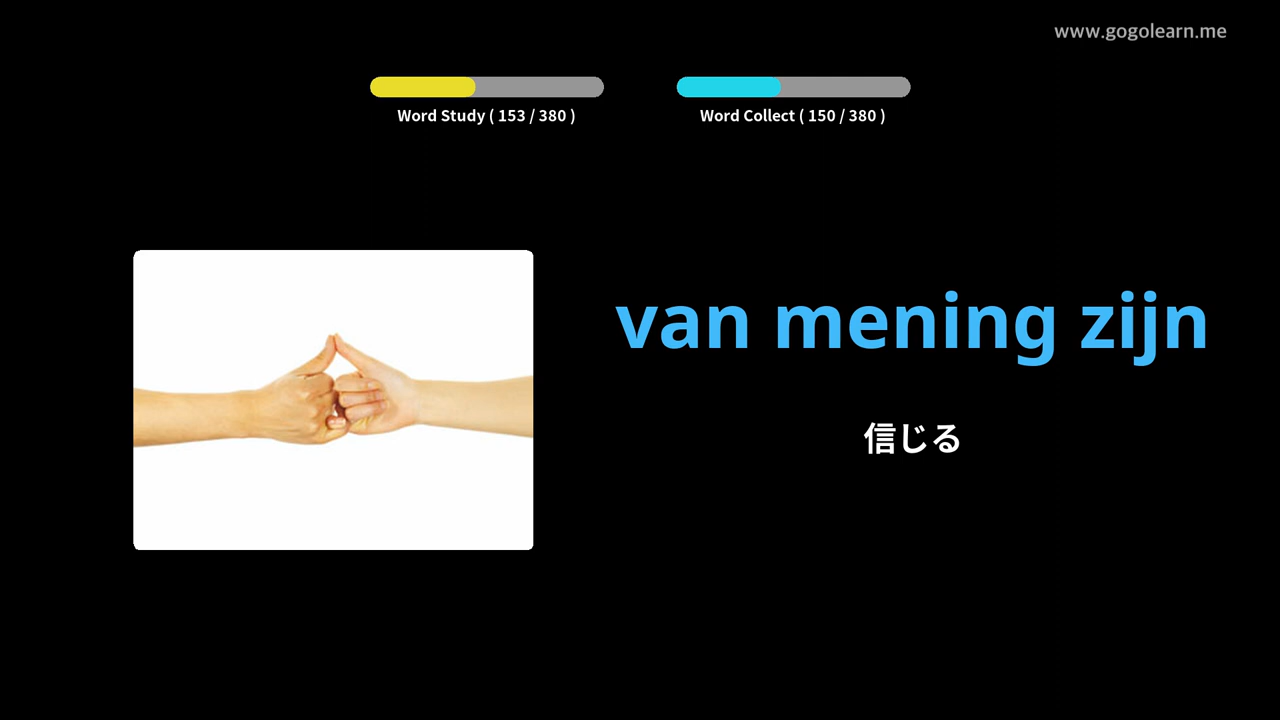 www.gogolearn.me
Word Study ( 153 / 380 )
Word Collect ( 150 / 380 )
van mening zijn
信じる